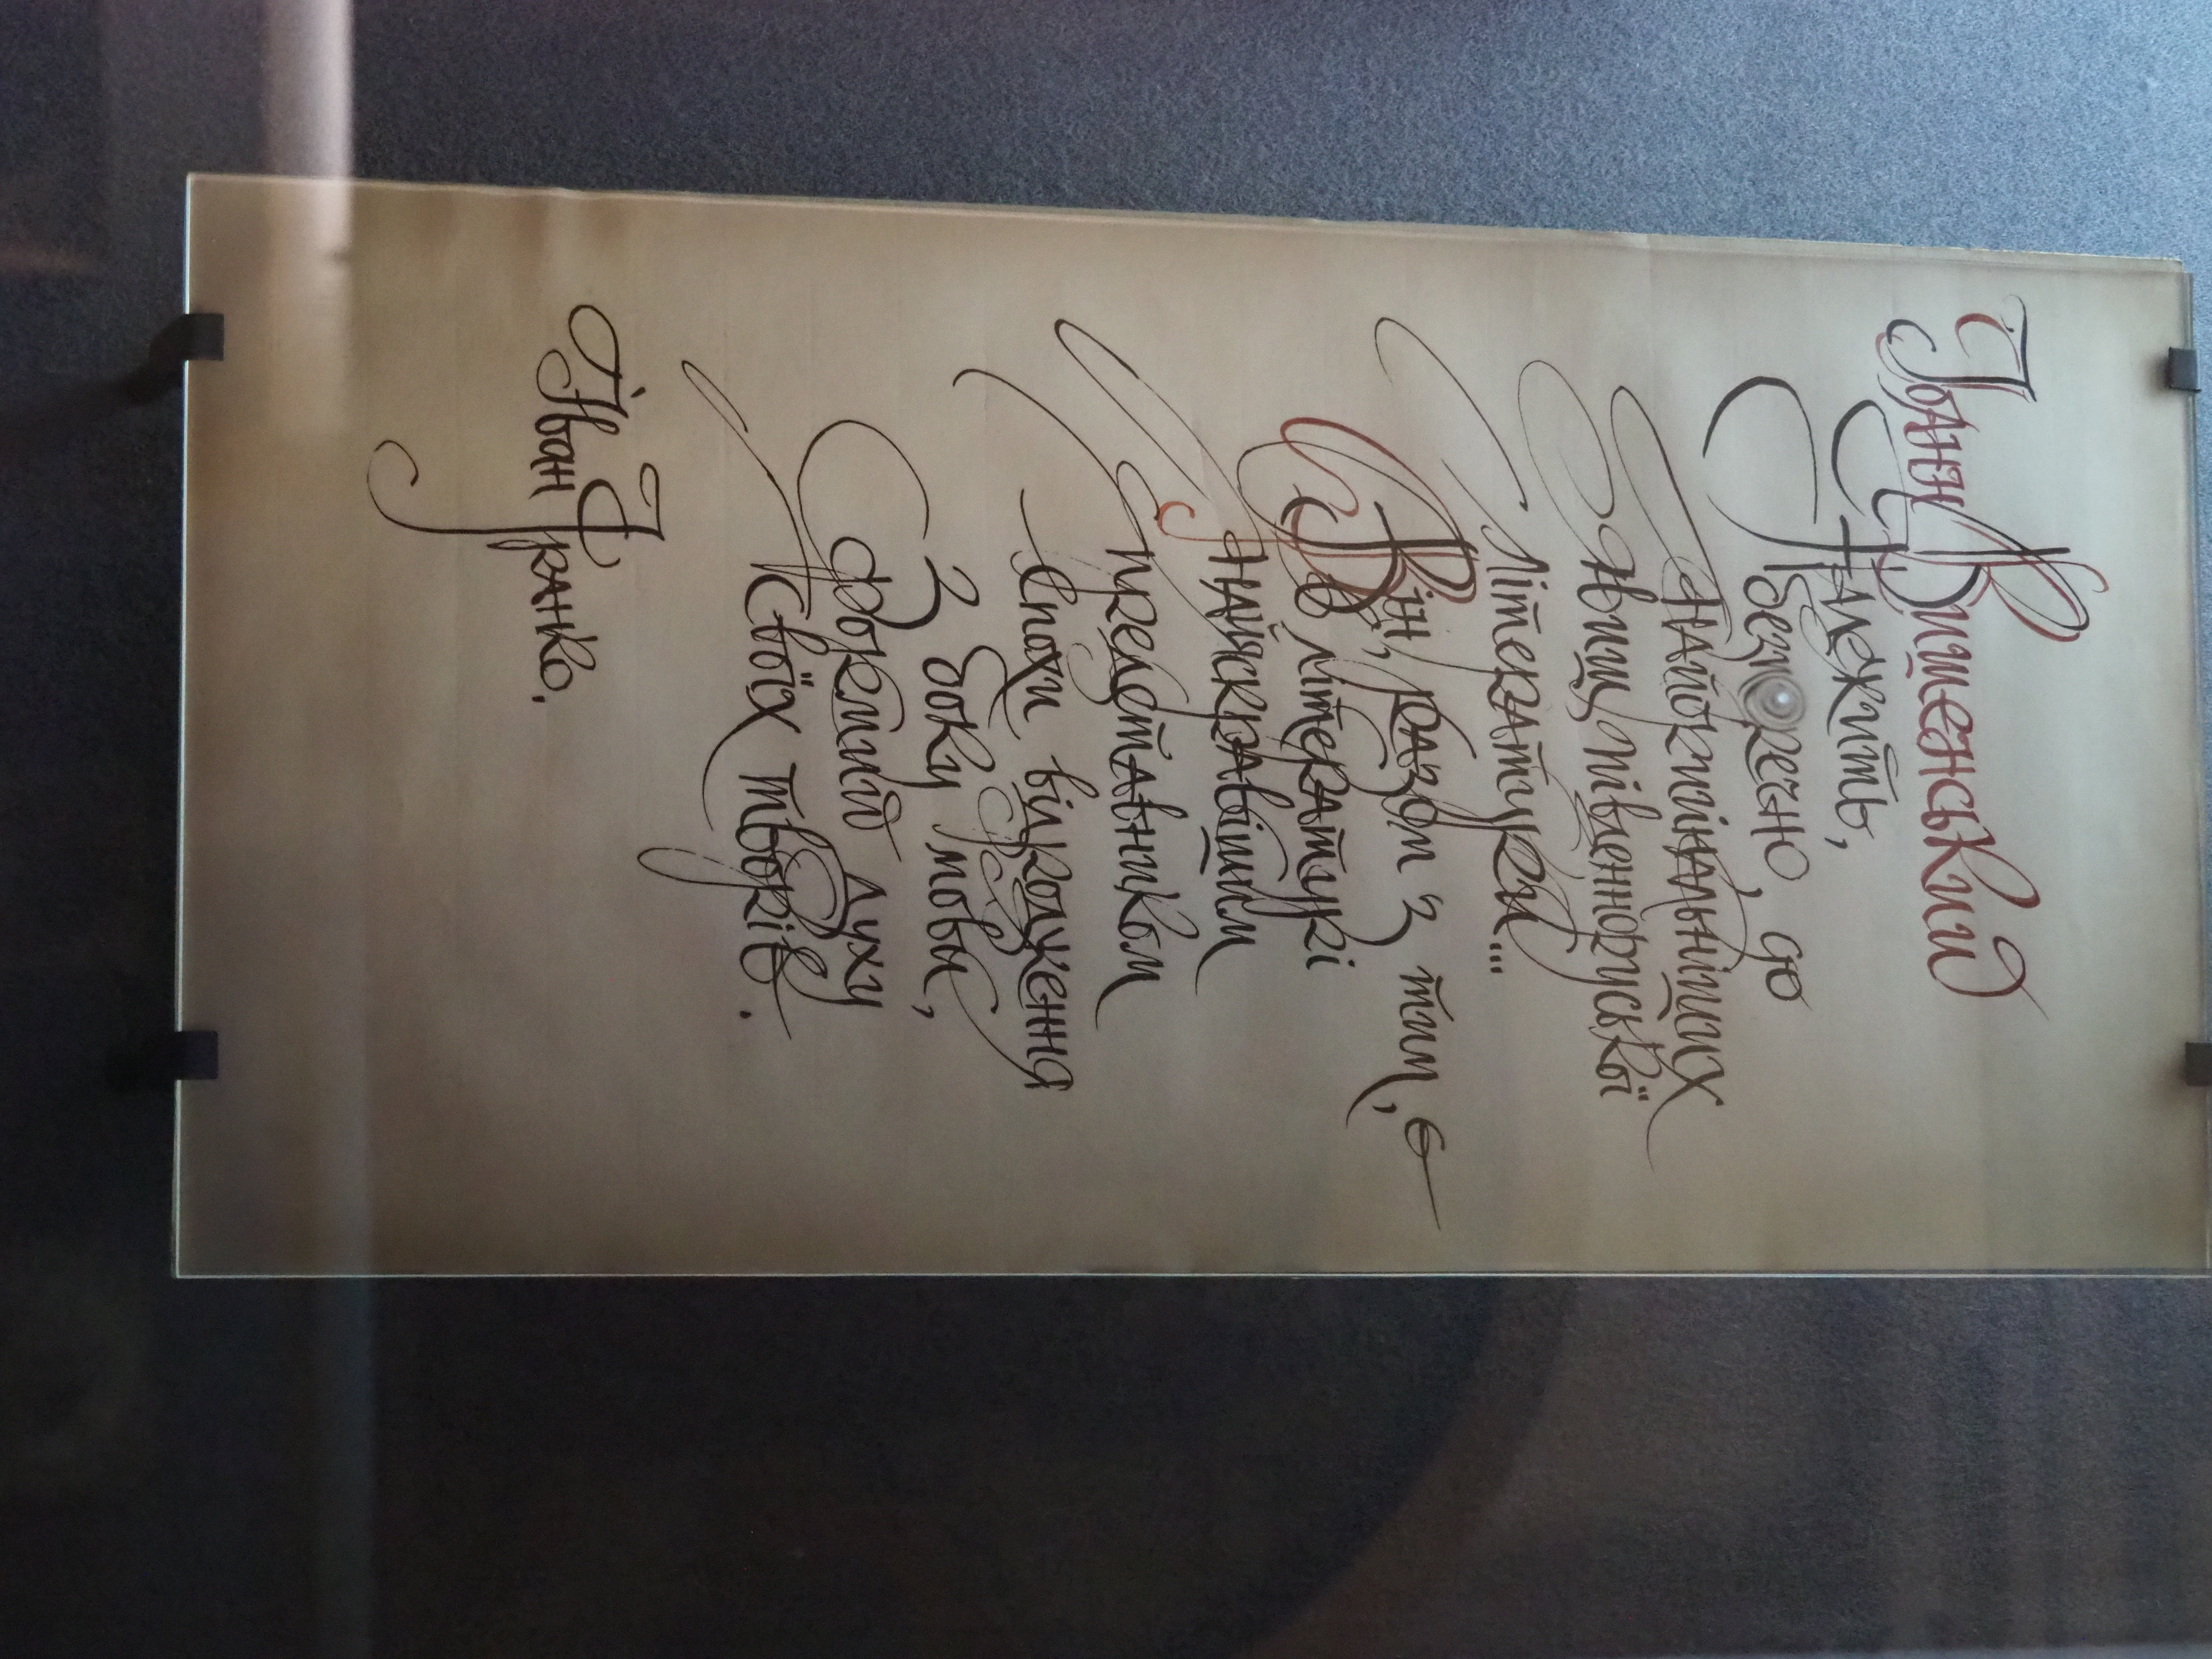 Іоанн Вишенський
належить,
безперечно, до
найоригінальніших
явищ південноруської
літератури...
Він, разом з тим, є
в літературі
найяскравішим
представником
епохи відродження
з боку мови,
форми й духу
своїх творів.
Іван Франко.